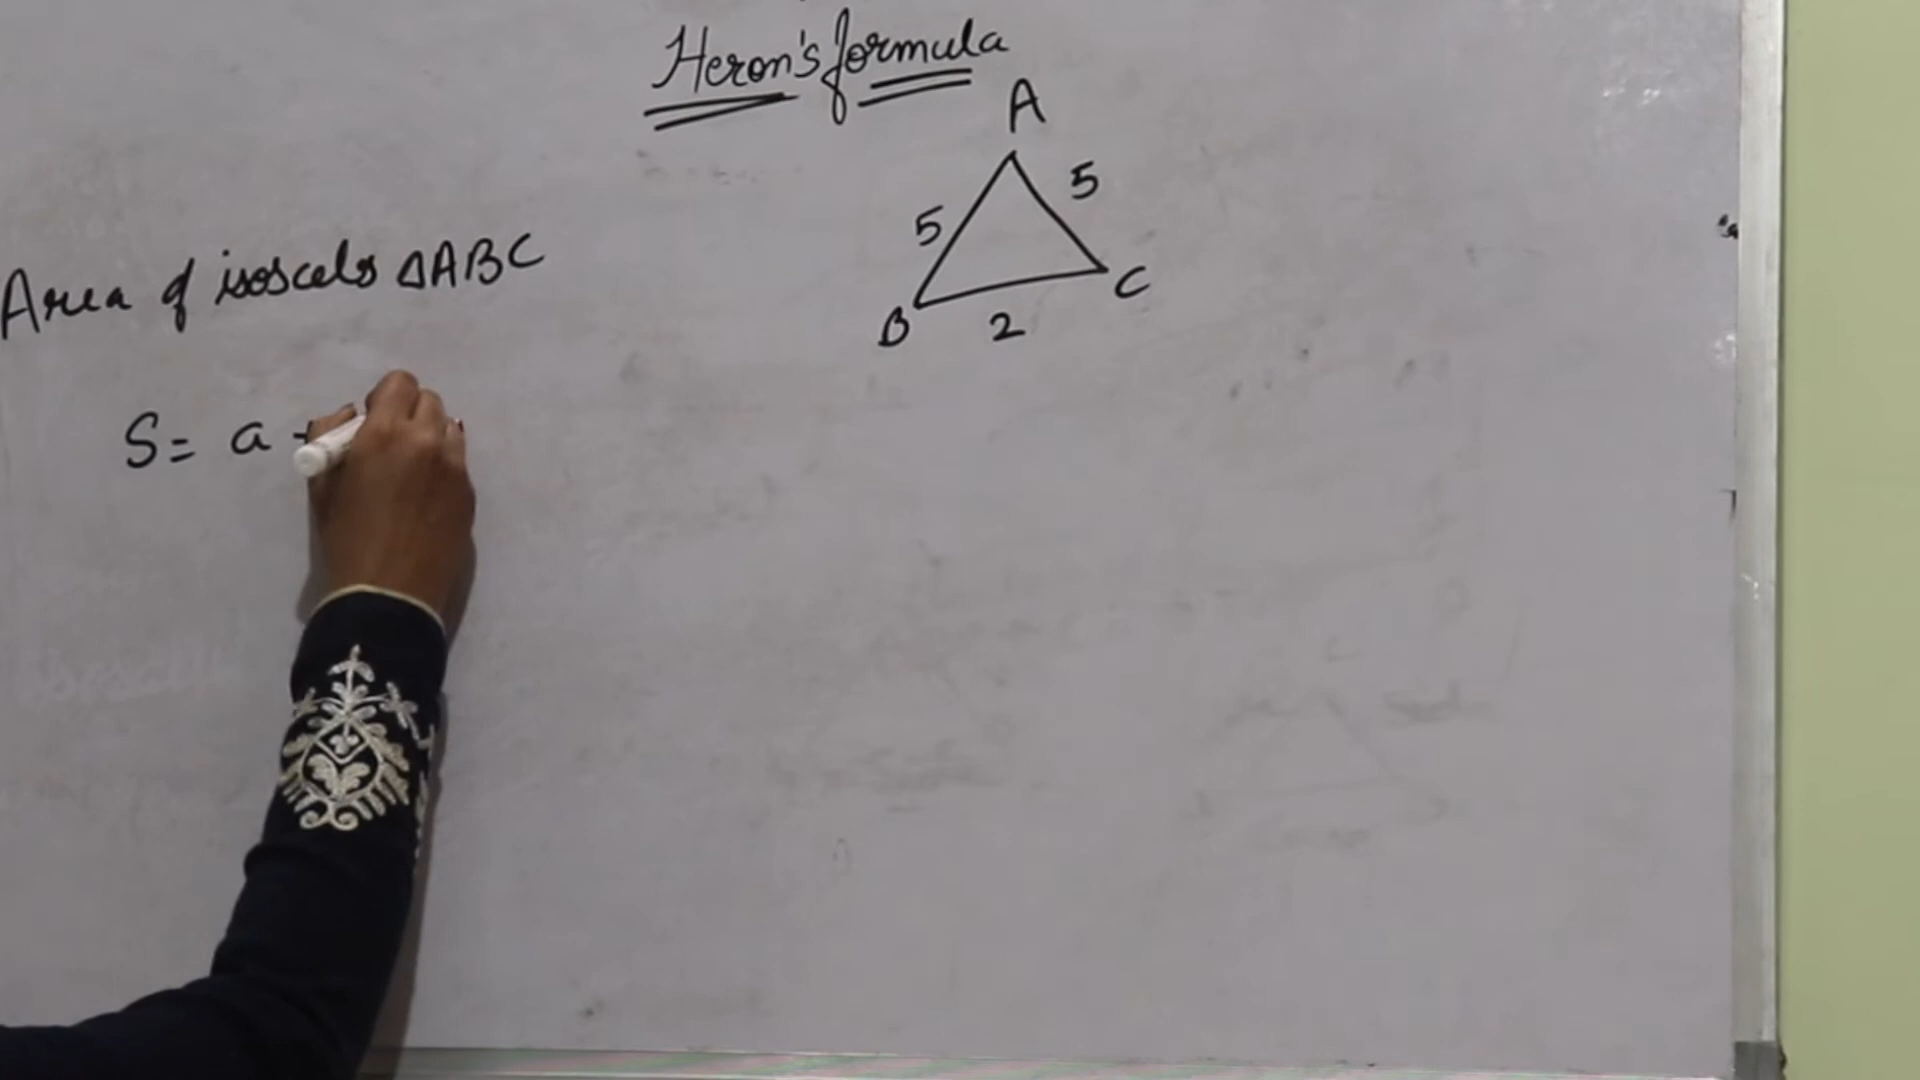 Heron's formula
A
5
5
Area of isoscels ΔABC
B
2
C
S= a +